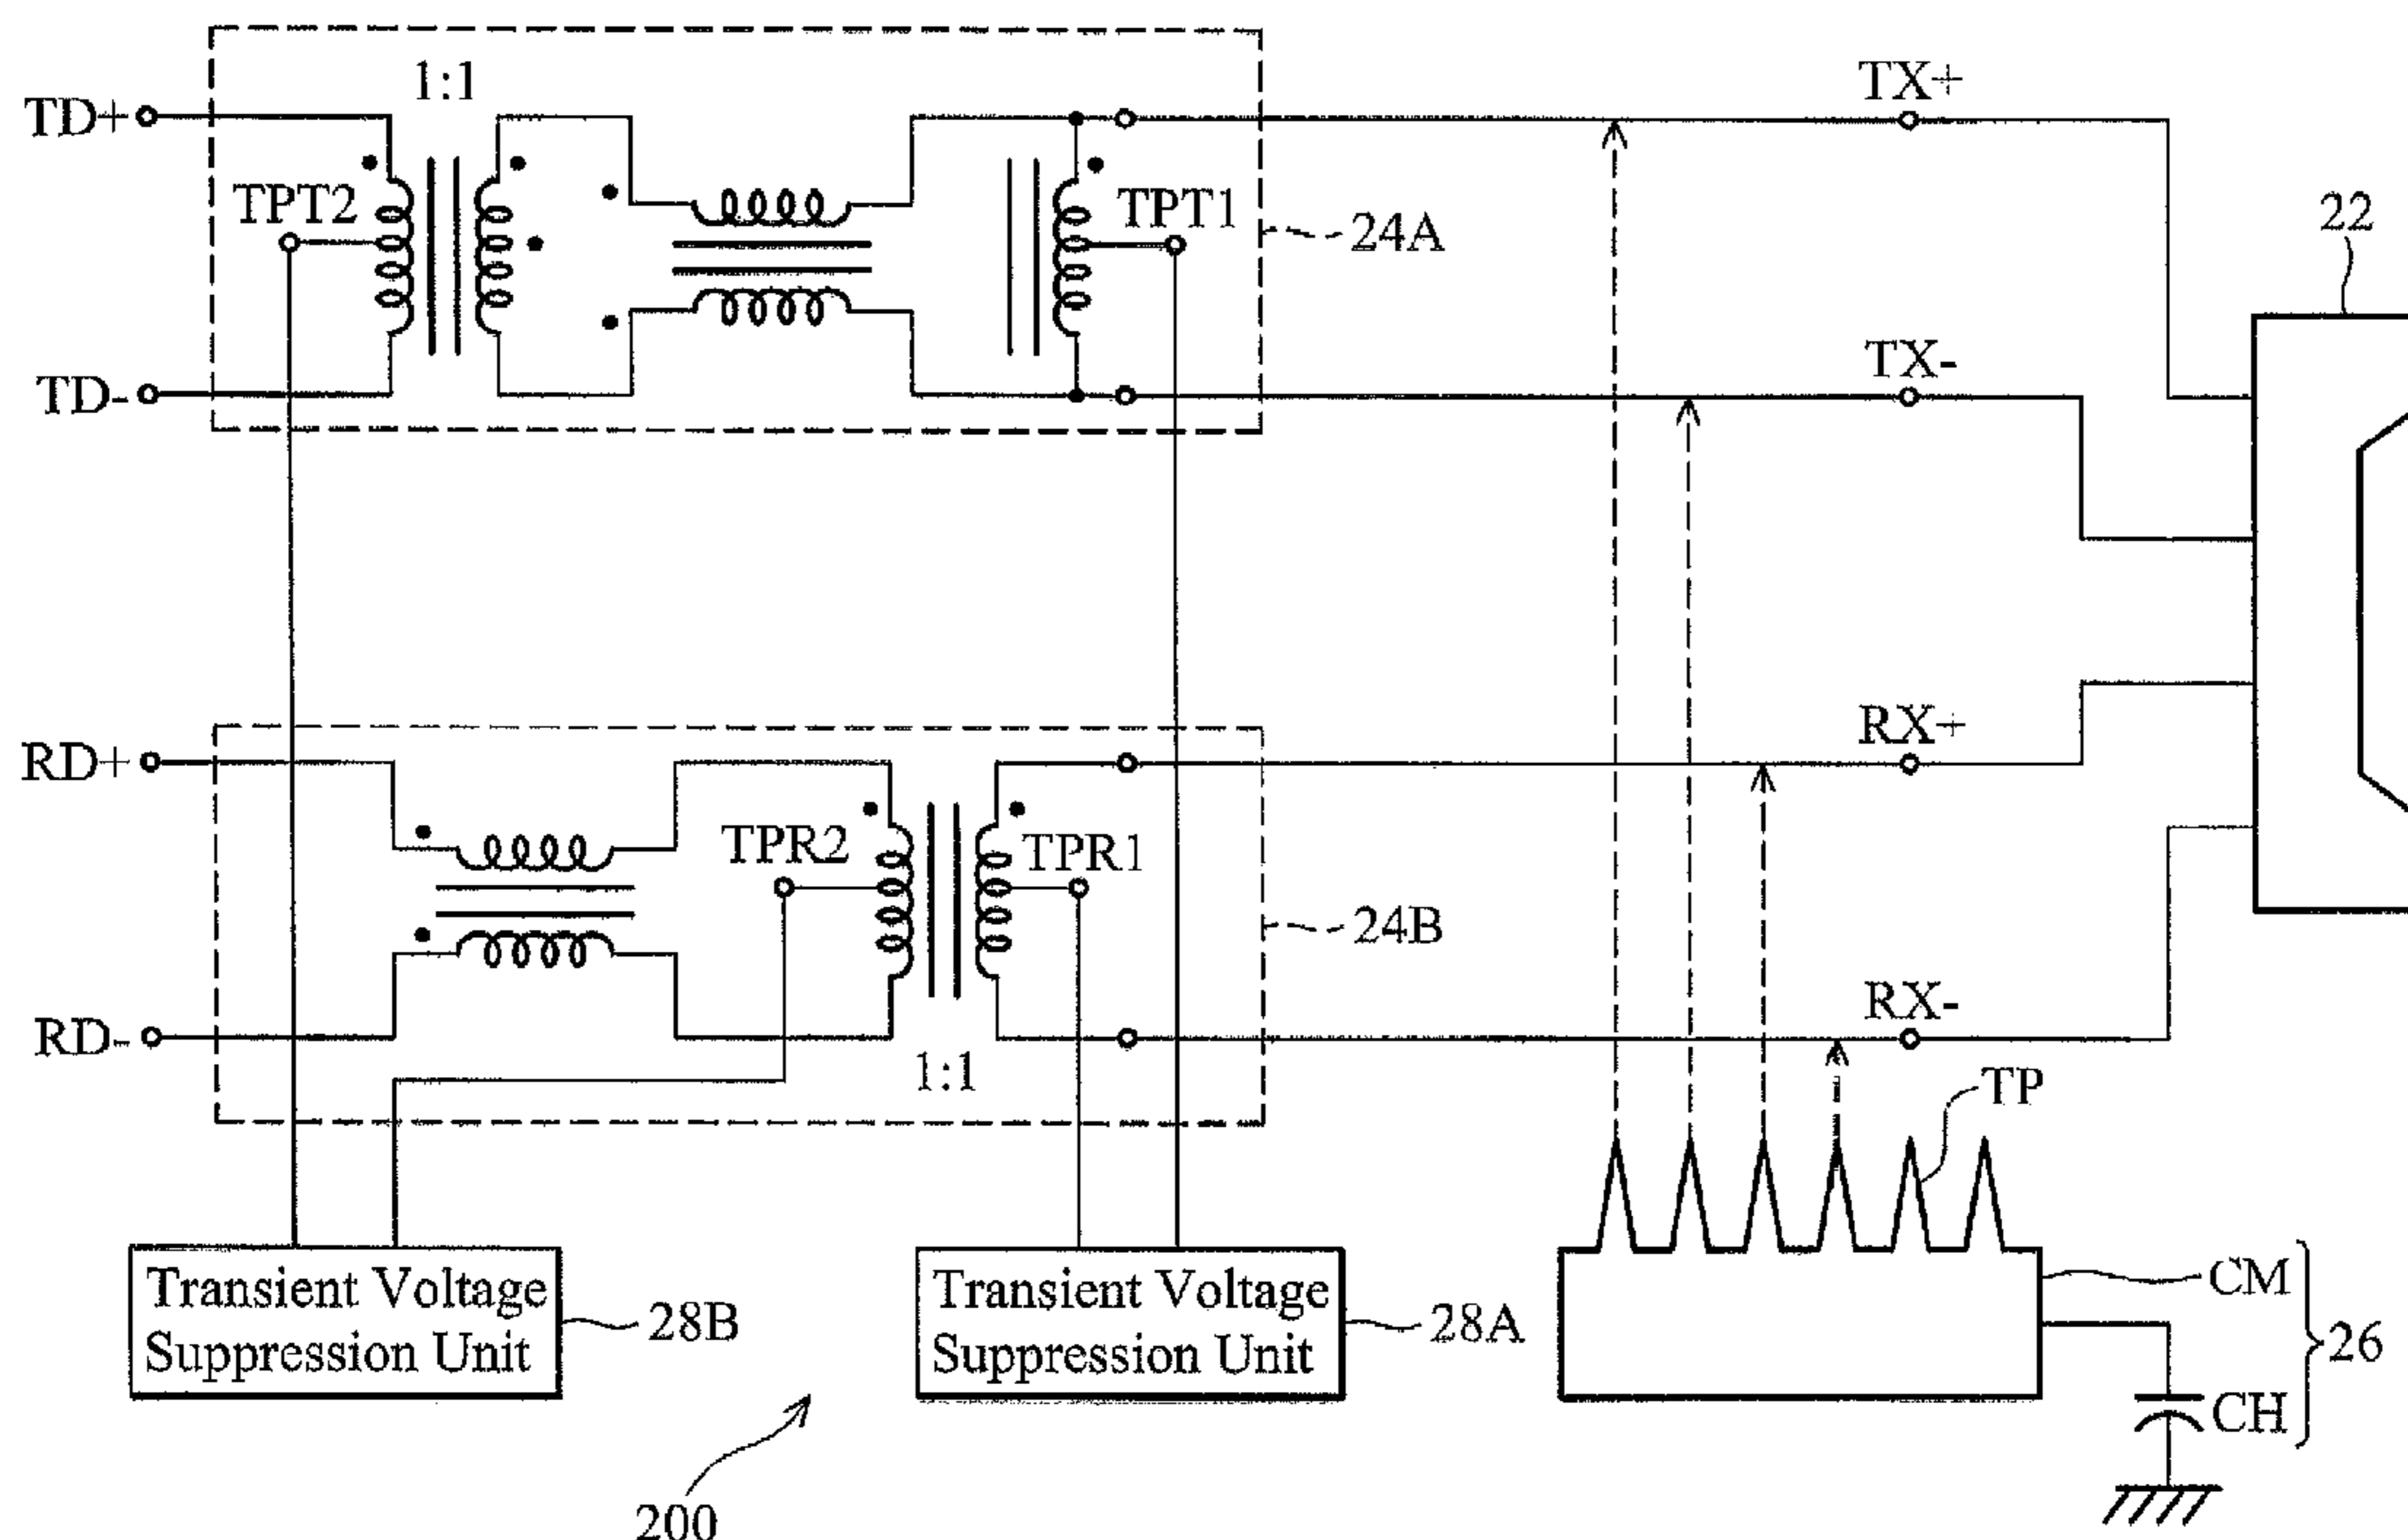 1:1
TX+
TD+
TPT2
TPT1
24A
22
TX-
TD-
RX+
RD+
TPR2
TPR1
24B
RX-
RD-
1:1
TP
Transient Voltage
Suppression Unit
28B
Transient Voltage
Suppression Unit
28A
CM
26
CH
200